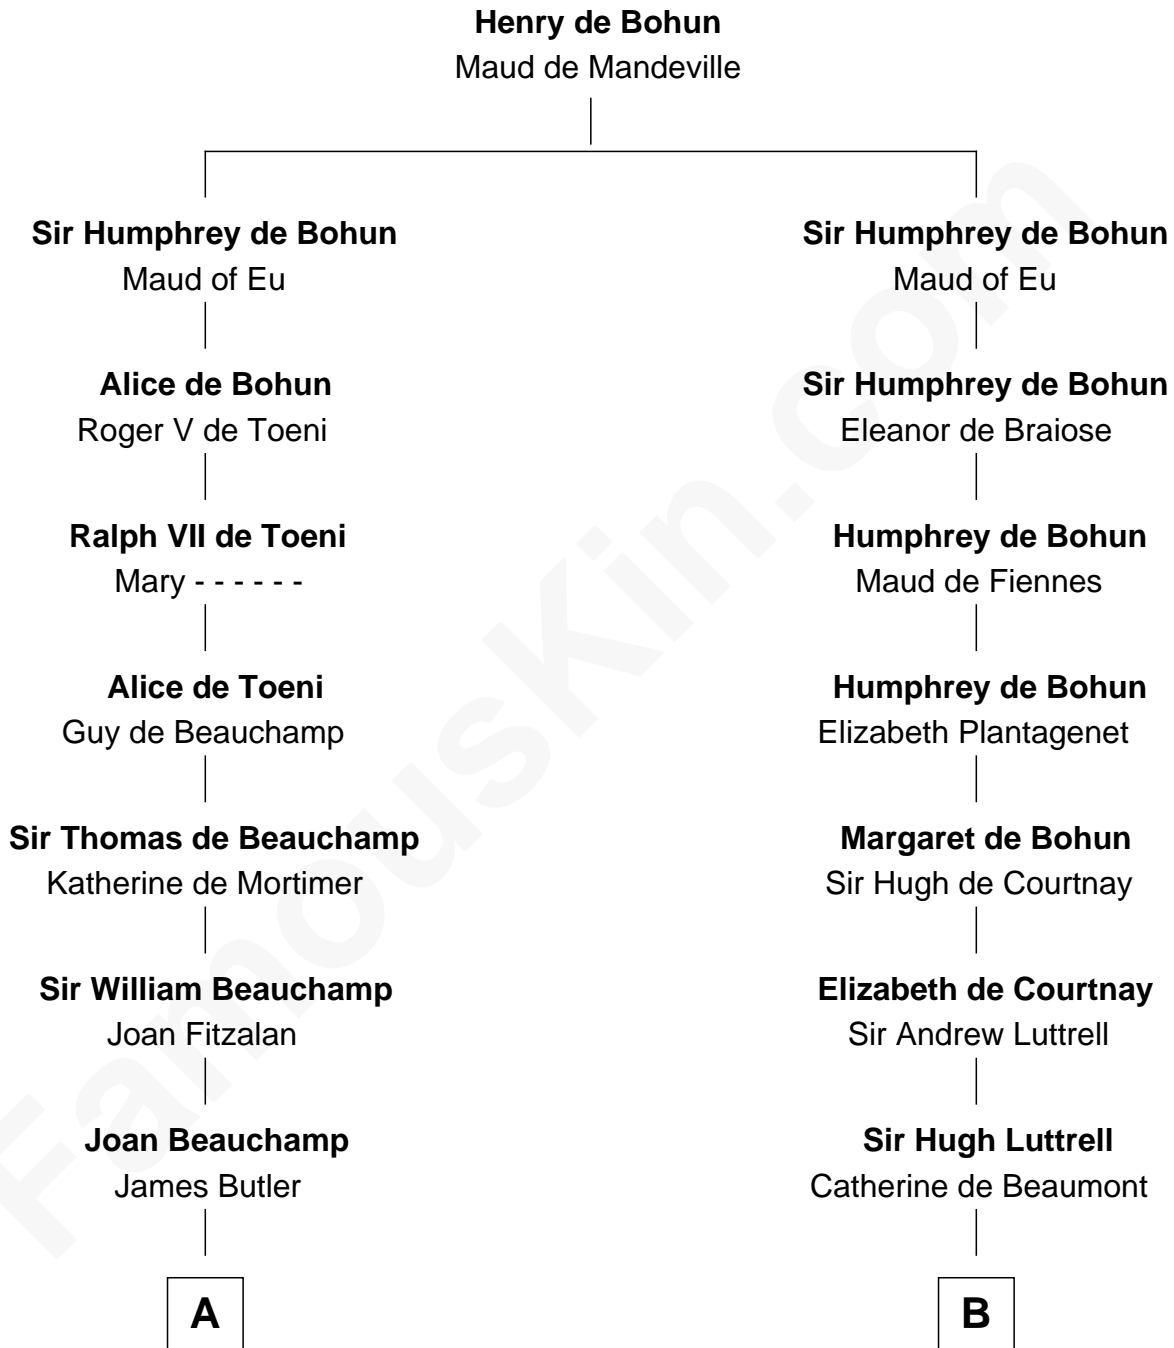 Henry de Bohun
Maud de Mandeville
Sir Humphrey de Bohun
Maud of Eu
Sir Humphrey de Bohun
Maud of Eu
Alice de Bohun
Roger V de Toeni
Sir Humphrey de Bohun
Eleanor de Braiose
Ralph VII de Toeni
Mary - - - - - -
Humphrey de Bohun
Maud de Fiennes
Alice de Toeni
Guy de Beauchamp
Humphrey de Bohun
Elizabeth Plantagenet
Sir Thomas de Beauchamp
Katherine de Mortimer
Margaret de Bohun
Sir Hugh de Courtnay
Sir William Beauchamp
Joan Fitzalan
Elizabeth de Courtnay
Sir Andrew Luttrell
Joan Beauchamp
James Butler
Sir Hugh Luttrell
Catherine de Beaumont
A
B
FamousKin.com